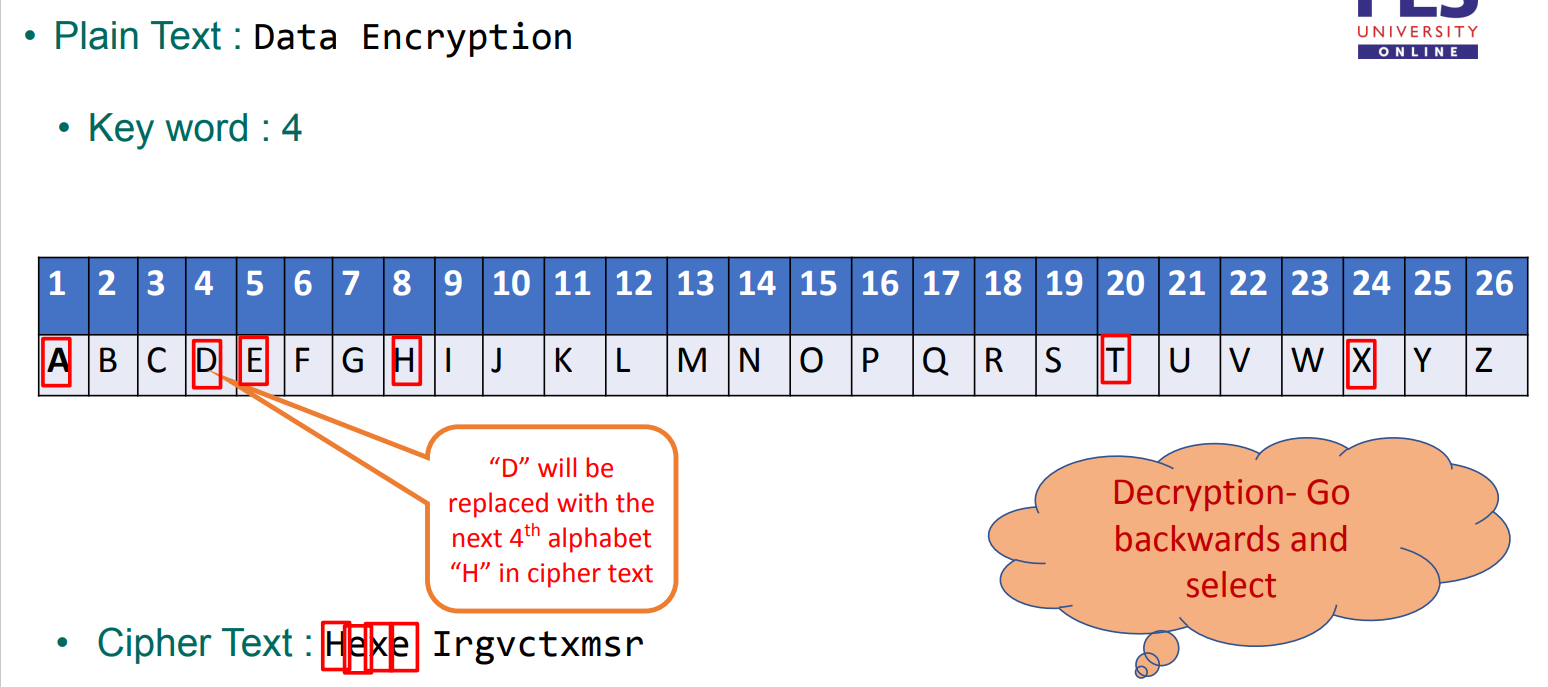 • Plain Text : Data Encryption
UNIVERSITY
ONLINE
• Key word : 4
1 2 3 4 5 6 7 8 9 10 11 12 13 14 15 16 17 18 19 20 21 22 23 24 25 26
A B C D E F G H I J K L M N O P Q R S T U V W X Y Z
“D” will be
replaced with the
next 4th alphabet
“H” in cipher text
Decryption- Go
backwards and
select
• Cipher Text : Hexe Irgvctxmsr